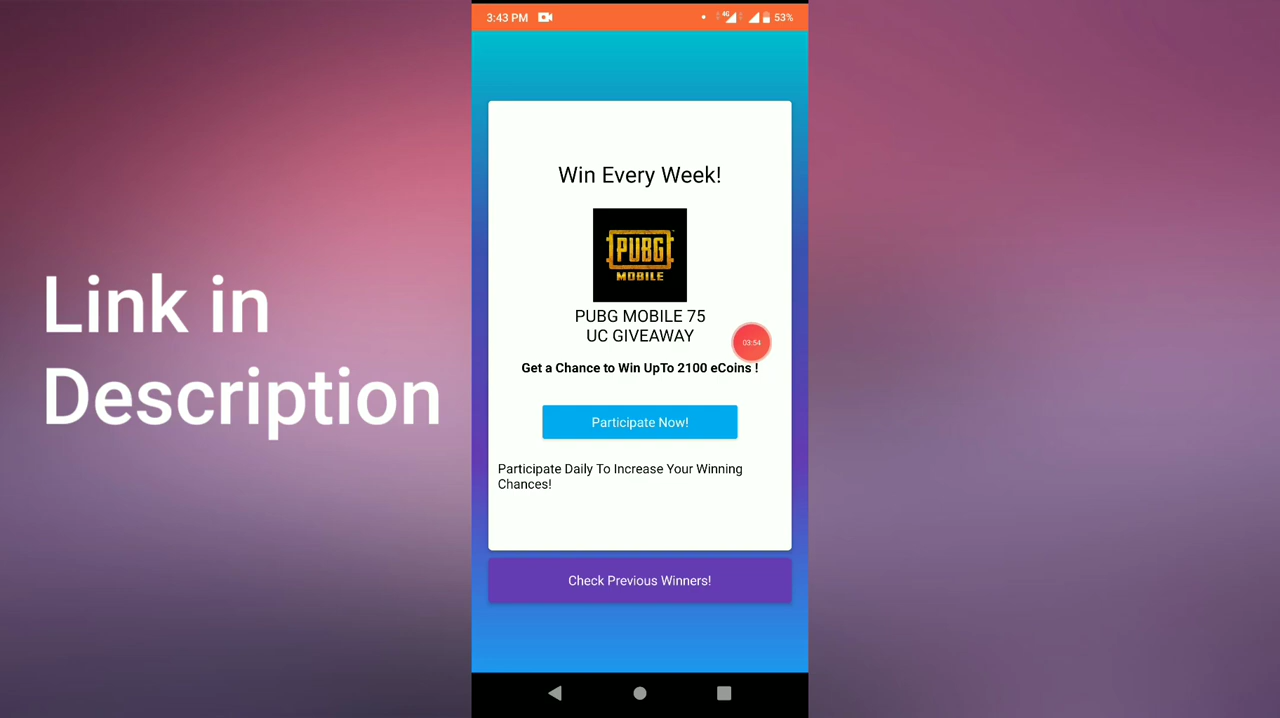 3:43 PM
4G
53%
Win Every Week!
PUBG
MOBILE
PUBG MOBILE 75
UC GIVEAWAY
03:54
Get a Chance to Win UpTo 2100 eCoins !
Participate Now!
Participate Daily To Increase Your Winning
Chances!
Check Previous Winners!
Link in
Description